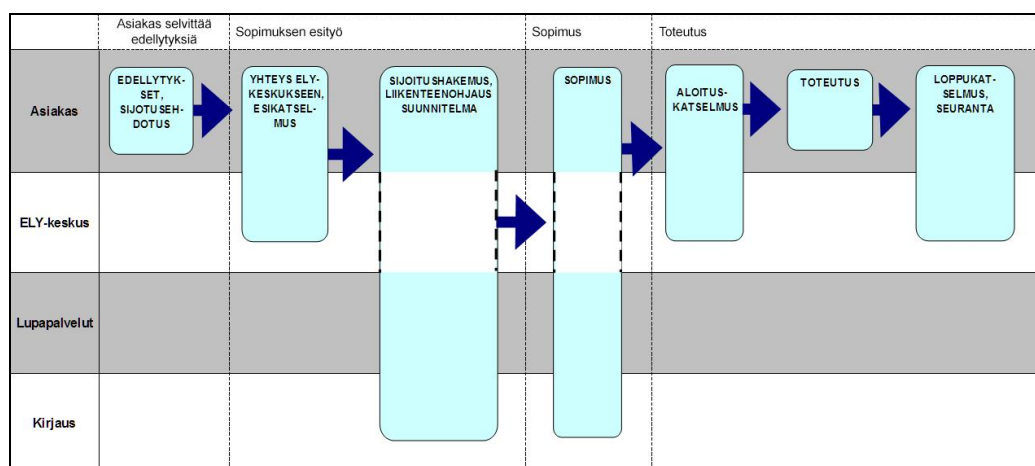 Asiakas selvittää
edellytyksiä
Sopimuksen esityö
Sopimus
Toteutus
Asiakas
EDELLYTYK-
SET,
SIJOTUSEH-
DOTUS
YHTEYS ELY-
KESKUKSEEN,
ESIKATSEL-
MUS
SIJOITUSHAKEMUS,
LIIKENTEENOHJAUS
SUUNNITELMA
SOPIMUS
ALOITUS-
KATSELMUS
TOTEUTUS
LOPPUKAT-
SELMUS,
SEURANTA
ELY-keskus
Lupapalvelut
Kirjaus